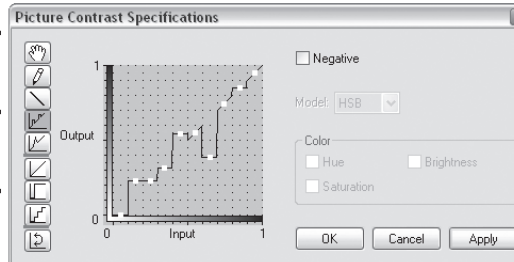 Picture Contrast Specifications
Negative
Model: HSB
Color
Hue
Brightness
Saturation
1
Output
0
0
Input
1
OK
Cancel
Apply